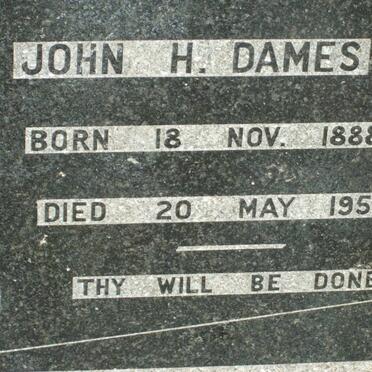 JOHN H. DAMES
BORN 18 NOV. 1888
DIED 20 MAY 195
THY WILL BE DONE